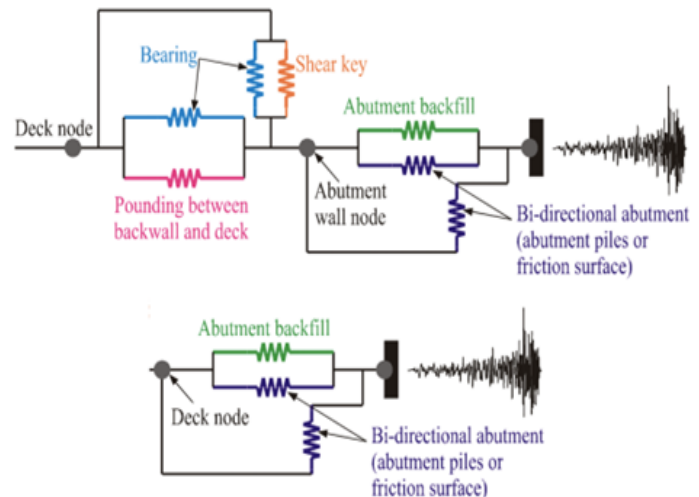 Bearing
Shear key
Deck node
Abutment backfill
Pounding between
backwall and deck
Abutment
wall node
Bi-directional abutment
(abutment piles or
friction surface)
Abutment backfill
Deck node
Bi-directional abutment
(abutment piles or
friction surface)